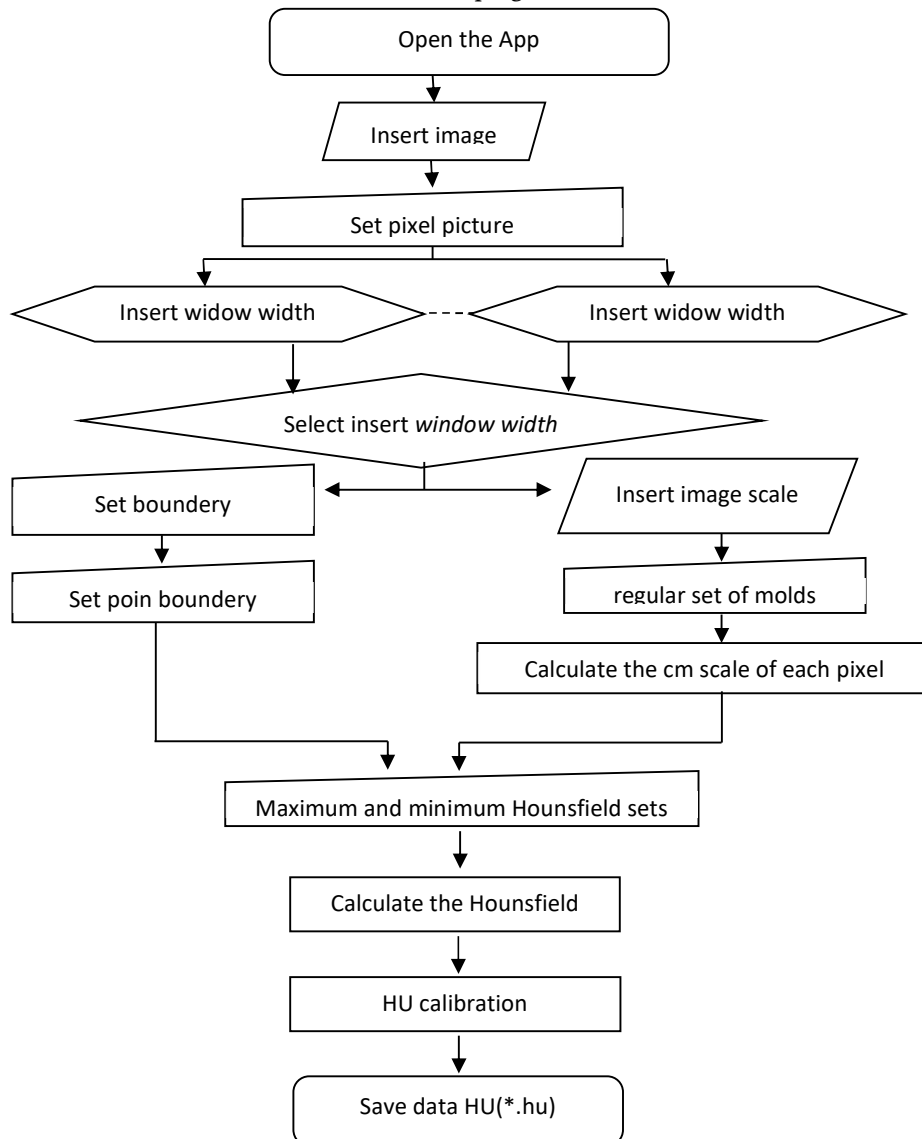 Open the App
Insert image
Set pixel picture
Insert widow width
Insert widow width
Select insert window width
Set boundery
Insert image scale
Set poin boundery
regular set of molds
Calculate the cm scale of each pixel
Maximum and minimum Hounsfield sets
Calculate the Hounsfield
HU calibration
Save data HU(*.hu)